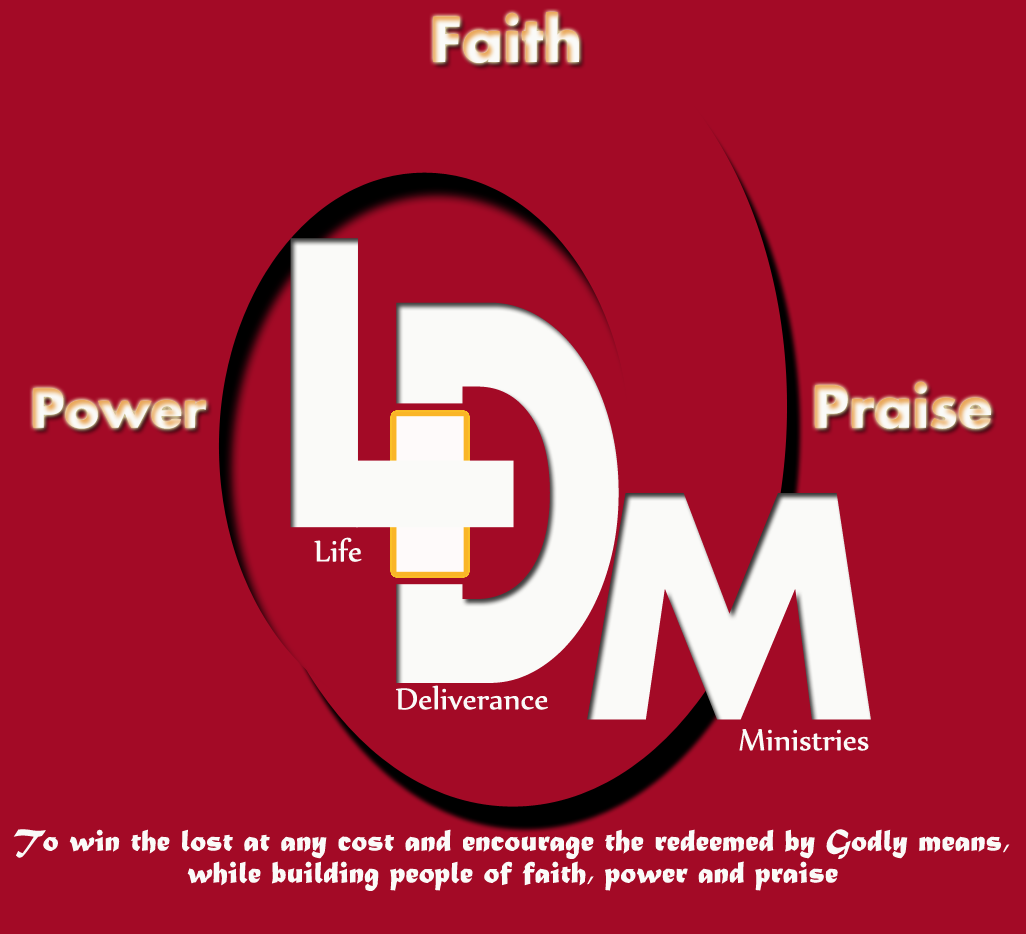 Faith
Power
Praise
LDM
Life
Deliverance
Ministries
To win the lost at any cost and encourage the redeemed by Godly means,
while building people of faith, power and praise